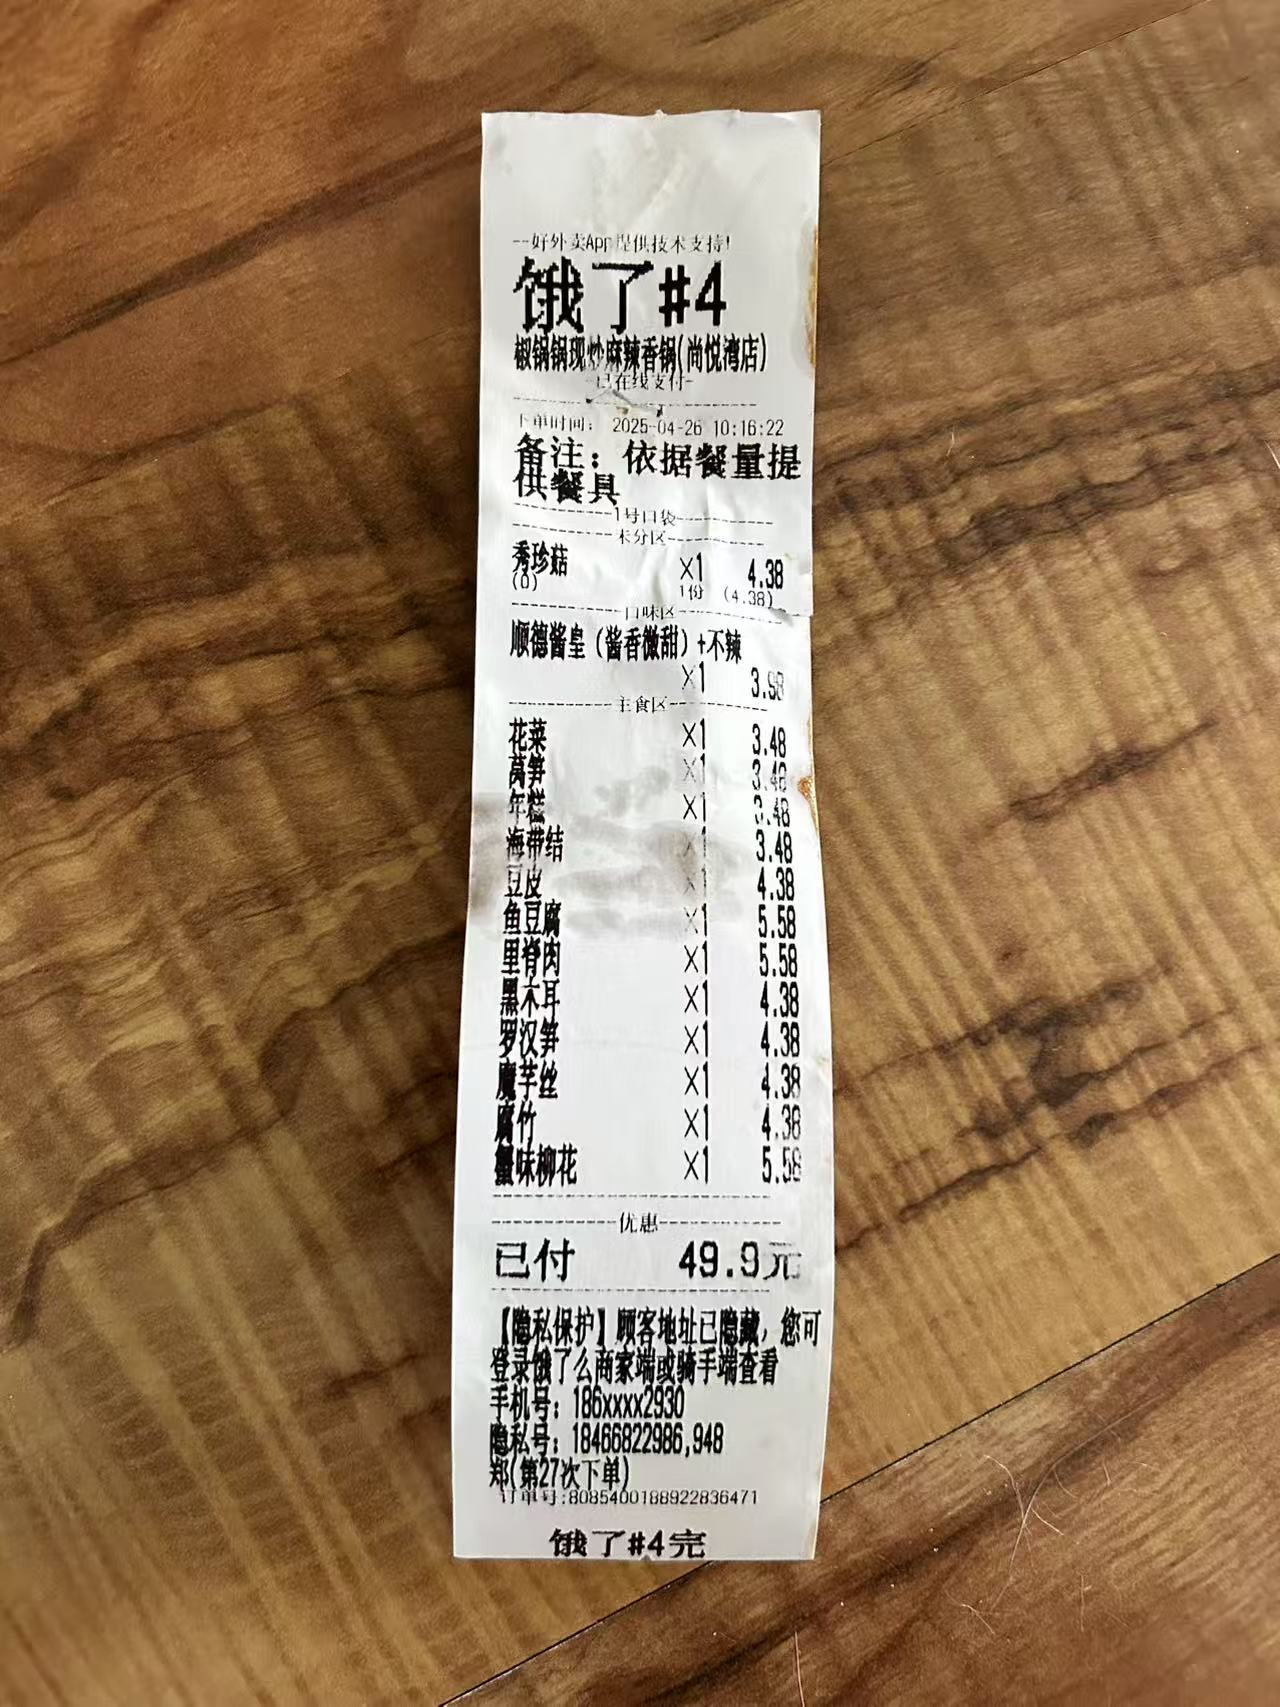 --好外卖App提供技术支持!
饿了#4
椒锅锅现炒麻辣香锅(尚悦湾店)
-已在线支付-
下单时间: 2025-04-26 10:16:22
备注: 依据餐量提
供餐具
1号口袋
未分区
秀珍菇 X1 4.38
(0) 1份 (4.38)
口味区
顺德酱皇 (酱香微甜) +不辣
X1 3.98
主食区
花菜 X1 3.48
莴笋 X1 3.48
年糕 X1 3.48
海带结 X1 3.48
豆皮 X1 4.38
鱼豆腐 X1 5.58
里脊肉 X1 5.58
黑木耳 X1 4.38
罗汉笋 X1 4.38
魔芋丝 X1 4.38
腐竹 X1 4.38
蟹味柳花 X1 5.58
优惠
已付 49.9元
【隐私保护】顾客地址已隐藏, 您可
登录饿了么商家端或骑手端查看
手机号: 186xxxx2930
隐私号: 18466822986,948
郑(第27次下单)
订单号:8085400188922836471
饿了#4完